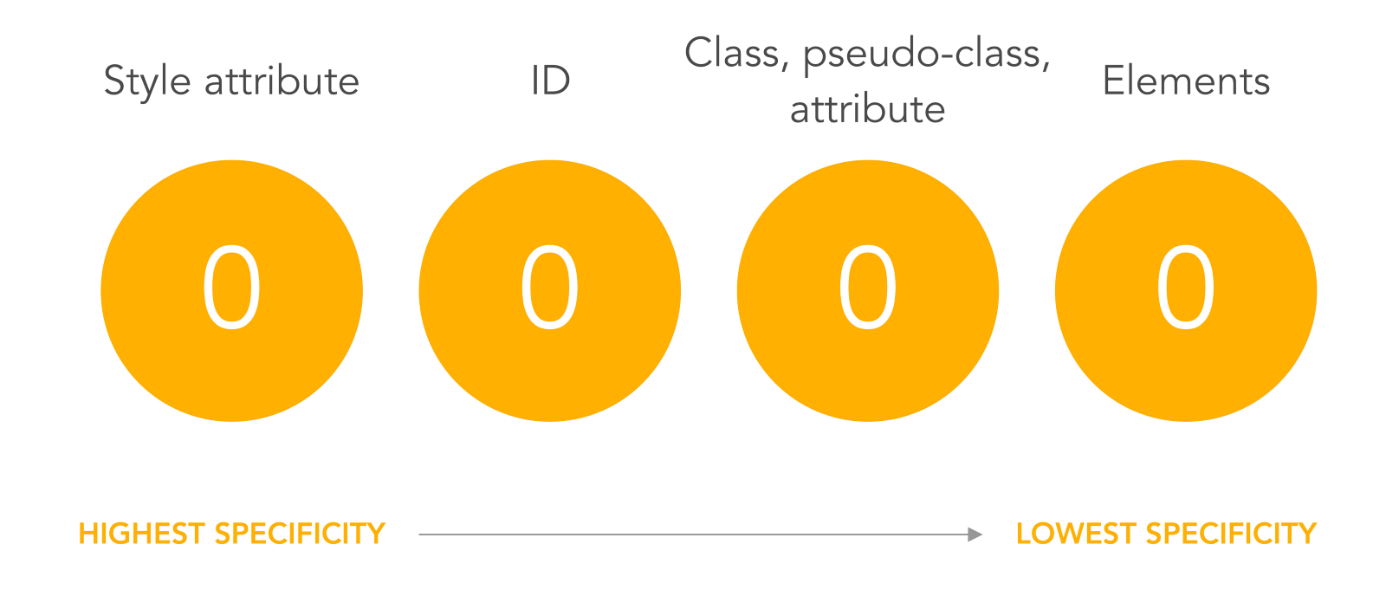 Style attribute
ID
Class, pseudo-class,
attribute
Elements
0
0
0
0
HIGHEST SPECIFICITY
LOWEST SPECIFICITY